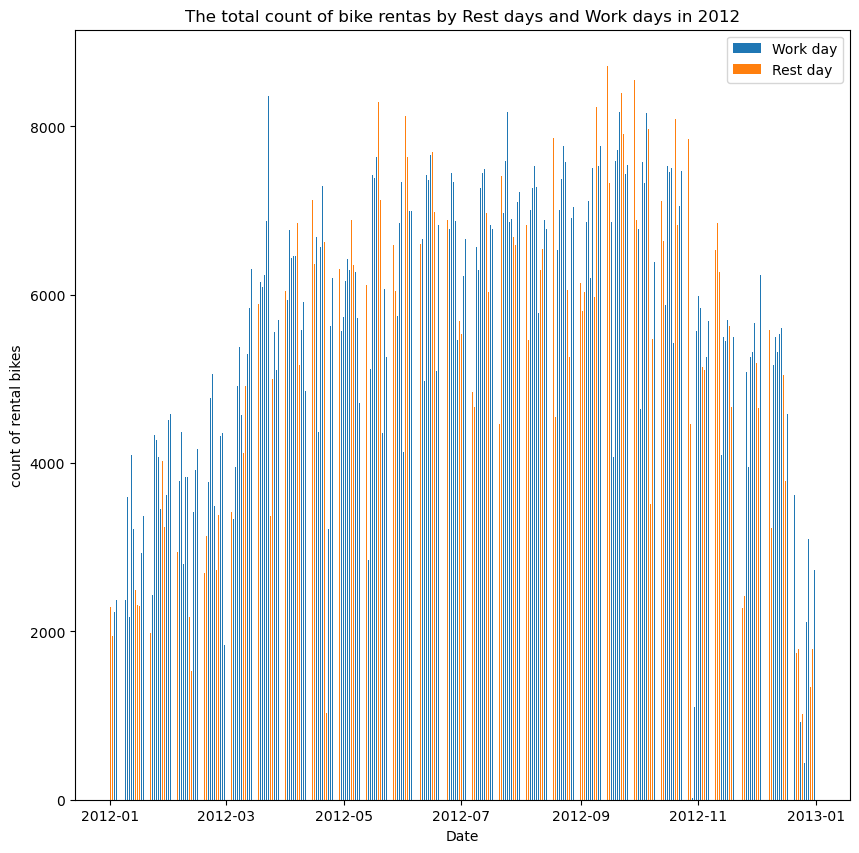 The total count of bike rentas by Rest days and Work days in 2012
Work day
Rest day
8000
6000
4000
2000
0
count of rental bikes
2012-01 2012-03 2012-05 2012-07 2012-09 2012-11 2013-01
Date